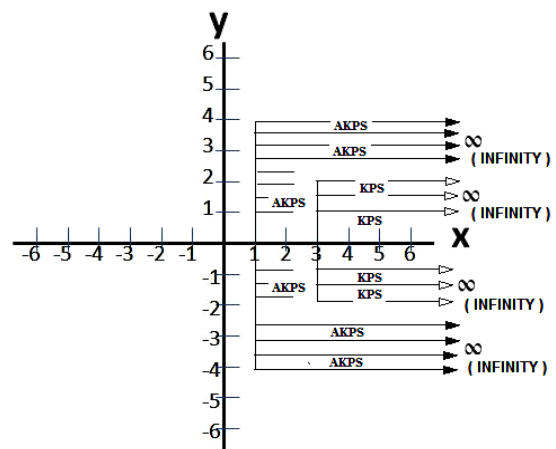 y
6
5
4
AKPS
3
∞
AKPS
( INFINITY )
2
KPS
∞
AKPS
1
KPS
( INFINITY )
X
-6 -5 -4 -3 -2 -1 1 2 3 4 5 6
-1
KPS
AKPS
∞
KPS
-2
( INFINITY )
-3
AKPS
∞
-4
AKPS
( INFINITY )
-5
-6